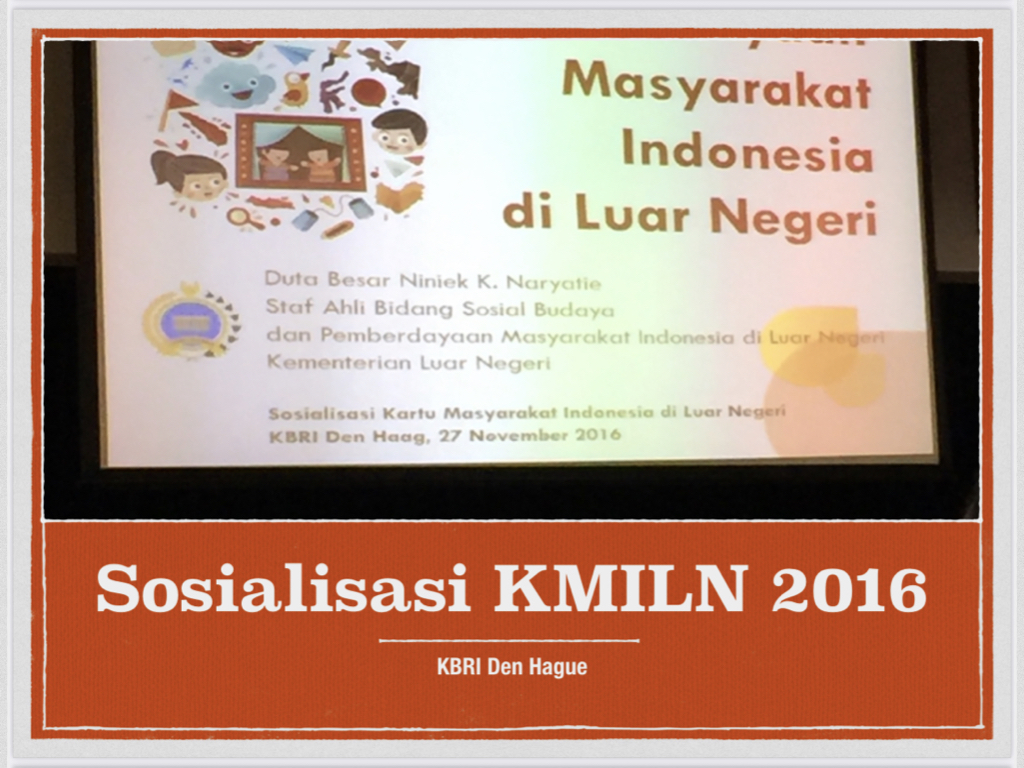 Masyarakat
Indonesia
di Luar Negeri
Duta Besar Niniek K. Naryatie
Staf Ahli Bidang Sosial Budaya
dan Pemberdayaan Masyarakat Indonesia di Luar Negeri
Kementerian Luar Negeri
Sosialisasi Kartu Masyarakat Indonesia di Luar Negeri
KBRI Den Haag, 27 November 2016
Sosialisasi KMILN 2016
KBRI Den Hague